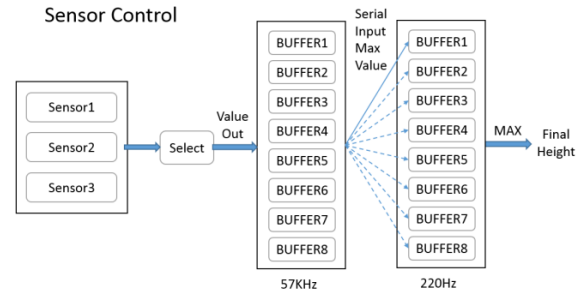 Sensor Control
Sensor1
Sensor2
Sensor3
Select
Value
Out
BUFFER1
BUFFER2
BUFFER3
BUFFER4
BUFFER5
BUFFER6
BUFFER7
BUFFER8
57KHz
Serial
Input
Max
Value
BUFFER1
BUFFER2
BUFFER3
BUFFER4
BUFFER5
BUFFER6
BUFFER7
BUFFER8
220Hz
MAX
Final
Height